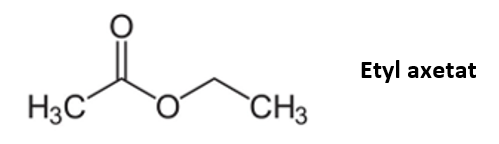 O
Etyl axetat
H₃C
O
CH₃